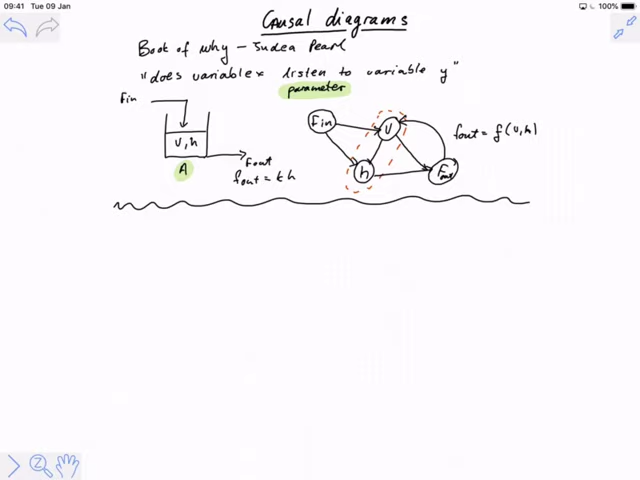 09:41 Tue 09 Jan
100%
Causal diagrams
Book of why - Judea Pearl
"does variable x listen to variable y"
parameter
Fin
v, h
Fout
A
fout = k h
Fin
v
h
Fout
fout = f(v,h)